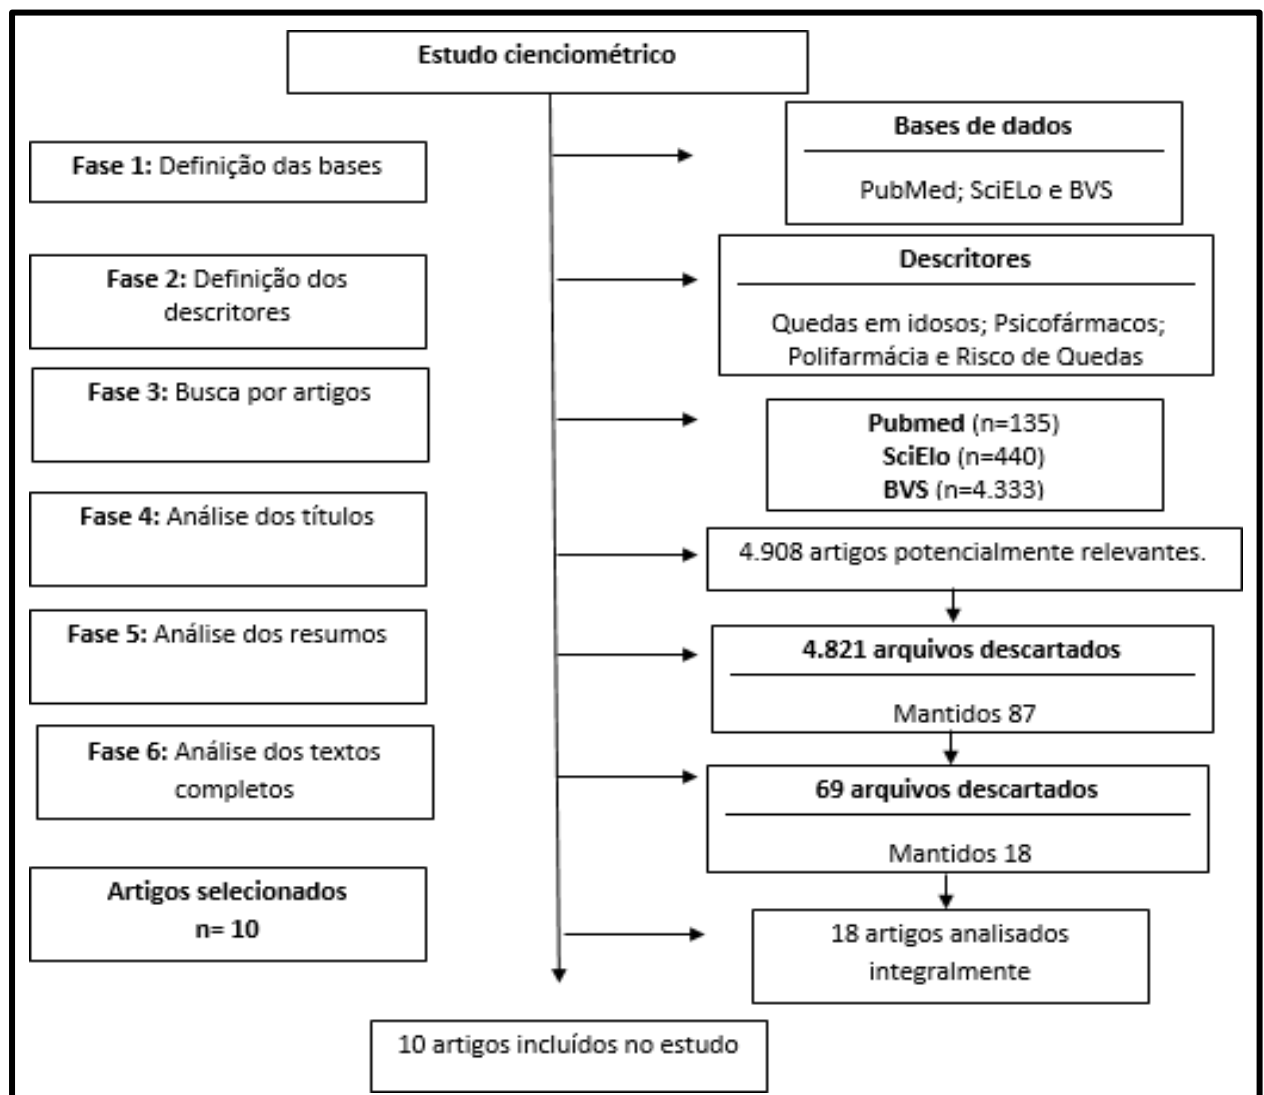 Estudo cienciométrico
Fase 1: Definição das bases
Bases de dados
PubMed; SciELo e BVS
Fase 2: Definição dos
descritores
Descritores
Quedas em idosos; Psicofármacos;
Polifarmácia e Risco de Quedas
Fase 3: Busca por artigos
Pubmed (n=135)
SciElo (n=440)
BVS (n=4.333)
Fase 4: Análise dos títulos
4.908 artigos potencialmente relevantes.
Fase 5: Análise dos resumos
4.821 arquivos descartados
Mantidos 87
Fase 6: Análise dos textos
completos
69 arquivos descartados
Mantidos 18
Artigos selecionados
n= 10
18 artigos analisados
integralmente
10 artigos incluídos no estudo